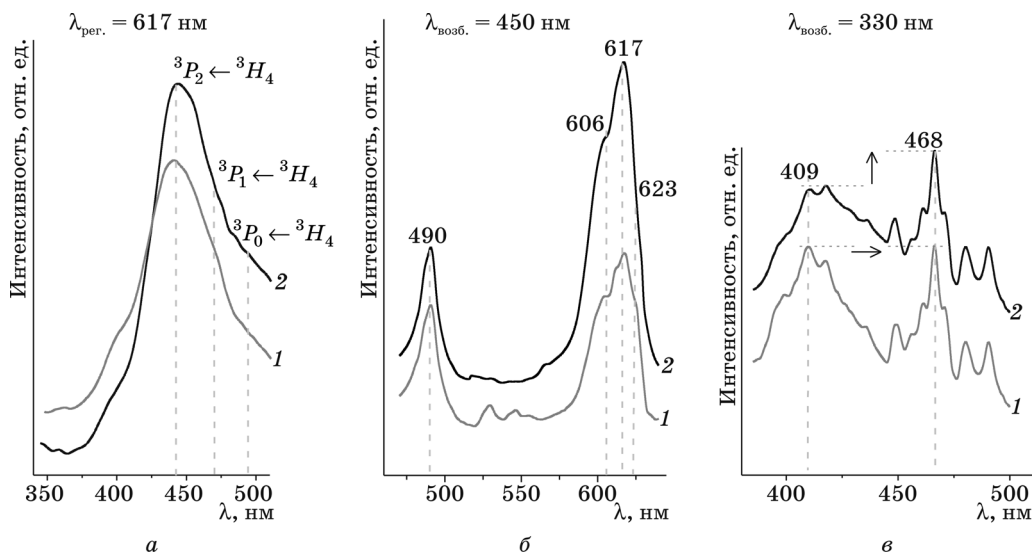 λрег. = 617 нм
Интенсивность, отн. ед.
³P₂ ← ³H₄
³P₁ ← ³H₄
³P₀ ← ³H₄
2
1
350 400 450 500
λ, нм
а
λвозб. = 450 нм
Интенсивность, отн. ед.
617
606
623
490
2
1
500 550 600
λ, нм
б
λвозб. = 330 нм
Интенсивность, отн. ед.
409
468
2
1
400 450 500
λ, нм
в